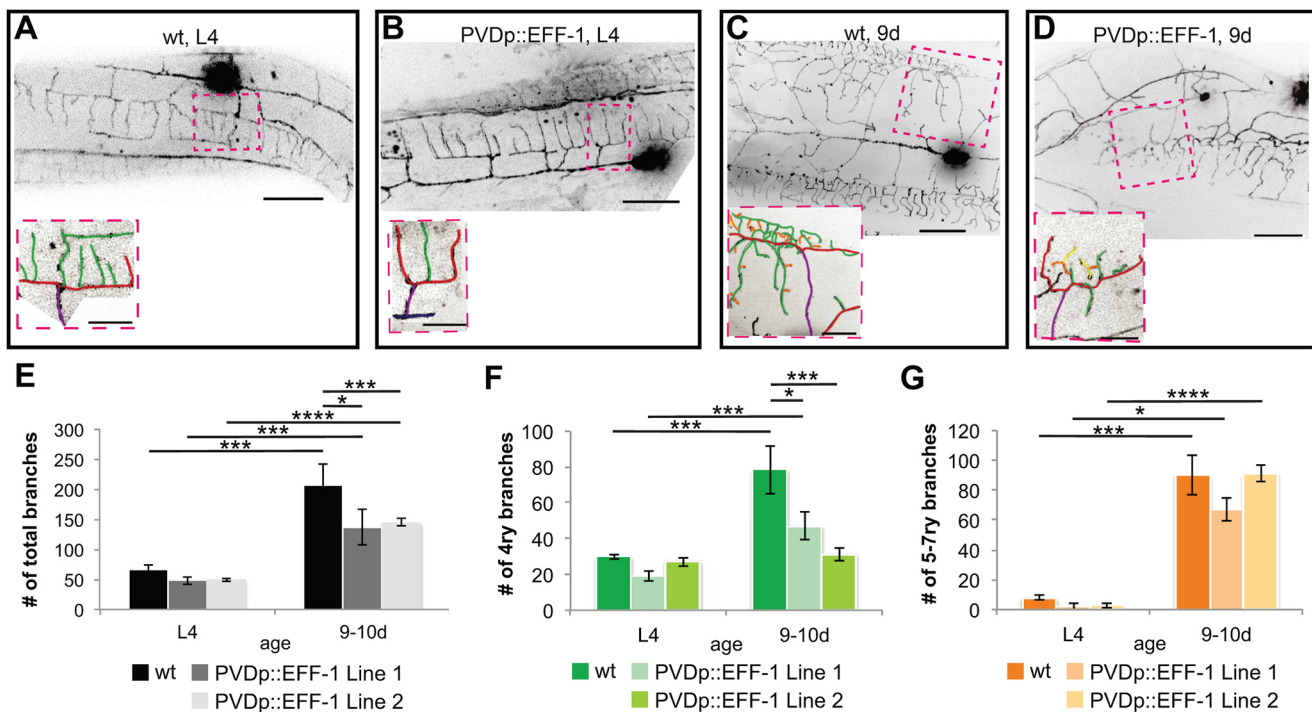 A
wt, L4
B
PVDp::EFF-1, L4
C
wt, 9d
D
PVDp::EFF-1, 9d
E
***
*
****
***
***
# of total branches
300
250
200
150
100
50
0
L4
age
9-10d
wt
PVDp::EFF-1 Line 1
PVDp::EFF-1 Line 2
F
***
*
***
***
# of 4ry branches
100
80
60
40
20
0
L4
age
9-10d
wt
PVDp::EFF-1 Line 1
PVDp::EFF-1 Line 2
G
****
*
***
# of 5-7ry branches
120
100
80
60
40
20
0
L4
age
9-10d
wt
PVDp::EFF-1 Line 1
PVDp::EFF-1 Line 2